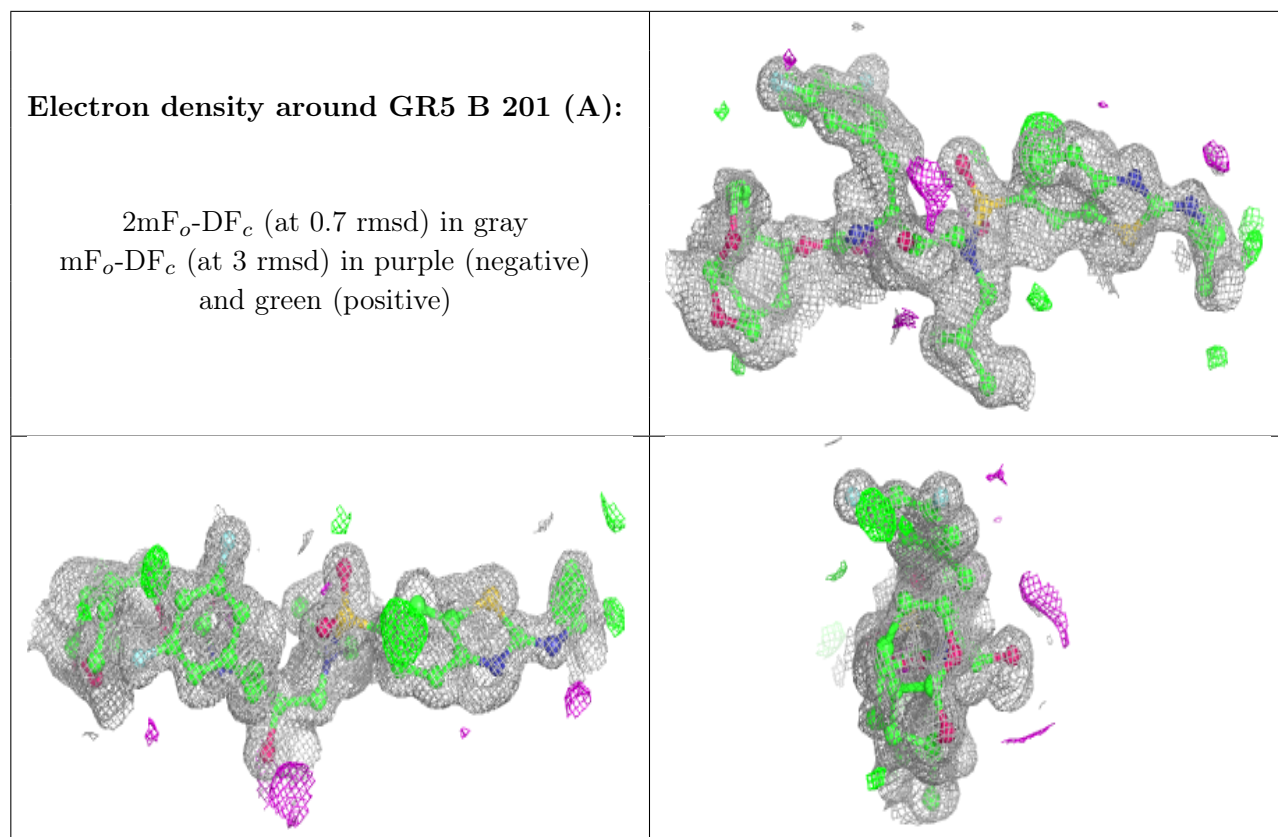 Electron density around GR5 B 201 (A):
2mFo-DFc (at 0.7 rmsd) in gray
mFo-DFc (at 3 rmsd) in purple (negative)
and green (positive)